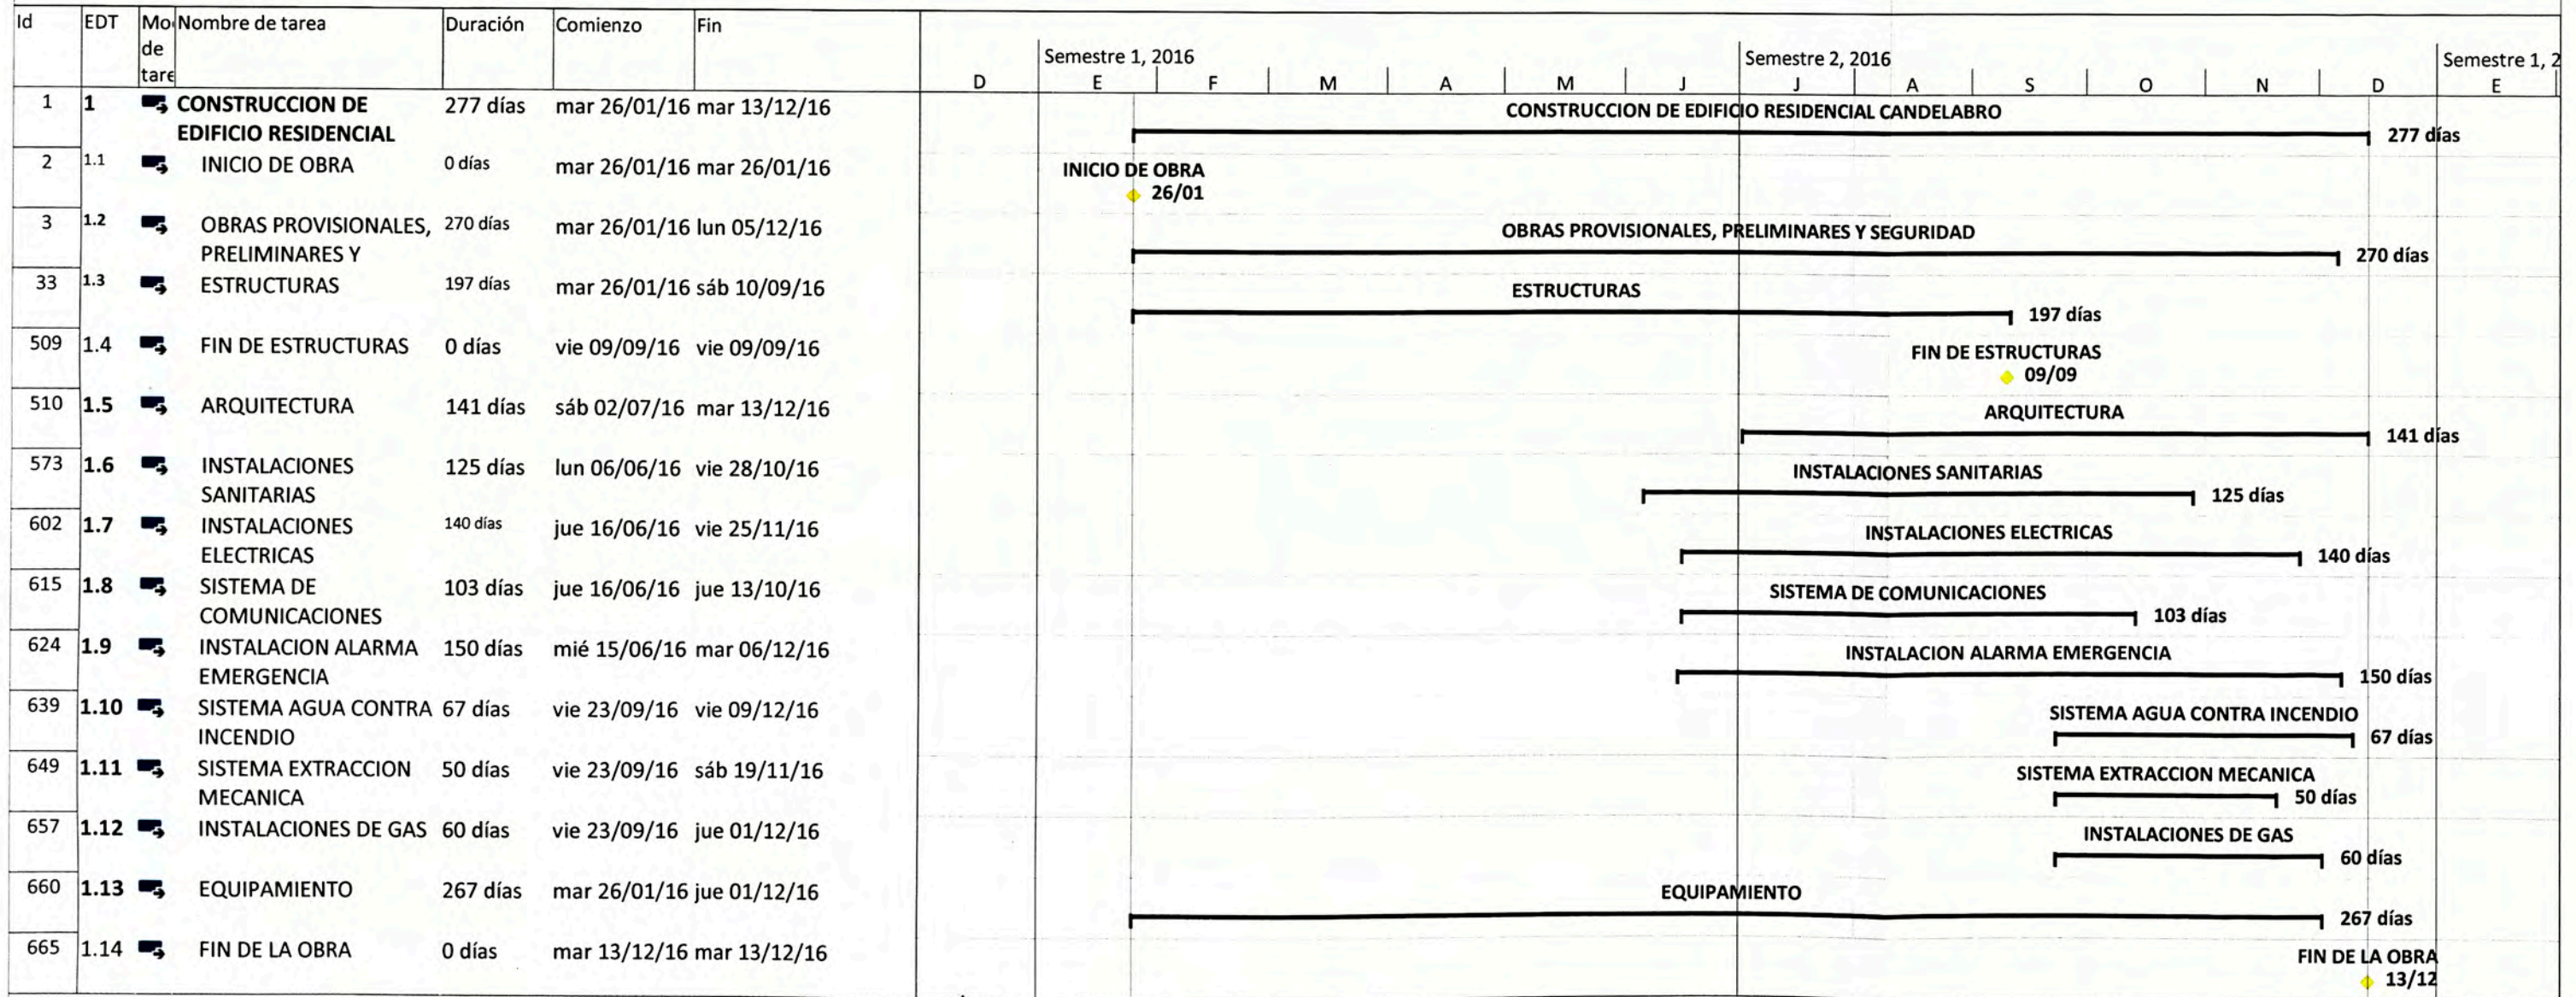 Id EDT Mo Nombre de tarea Duración Comienzo Fin
de
tare
Semestre 1, 2016 Semestre 2, 2016 Semestre 1, 2
D E F M A M J J A S O N D E
1 1 CONSTRUCCION DE 277 días mar 26/01/16 mar 13/12/16 CONSTRUCCION DE EDIFICIO RESIDENCIAL CANDELABRO
EDIFICIO RESIDENCIAL 277 días
2 1.1 INICIO DE OBRA 0 días mar 26/01/16 mar 26/01/16 INICIO DE OBRA
26/01
3 1.2 OBRAS PROVISIONALES, 270 días mar 26/01/16 lun 05/12/16 OBRAS PROVISIONALES, PRELIMINARES Y SEGURIDAD
PRELIMINARES Y 270 días
33 1.3 ESTRUCTURAS 197 días mar 26/01/16 sáb 10/09/16 ESTRUCTURAS
197 días
509 1.4 FIN DE ESTRUCTURAS 0 días vie 09/09/16 vie 09/09/16 FIN DE ESTRUCTURAS
09/09
510 1.5 ARQUITECTURA 141 días sáb 02/07/16 mar 13/12/16 ARQUITECTURA
141 días
573 1.6 INSTALACIONES 125 días lun 06/06/16 vie 28/10/16 INSTALACIONES SANITARIAS
SANITARIAS 125 días
602 1.7 INSTALACIONES 140 días jue 16/06/16 vie 25/11/16 INSTALACIONES ELECTRICAS
ELECTRICAS 140 días
615 1.8 SISTEMA DE 103 días jue 16/06/16 jue 13/10/16 SISTEMA DE COMUNICACIONES
COMUNICACIONES 103 días
624 1.9 INSTALACION ALARMA 150 días mié 15/06/16 mar 06/12/16 INSTALACION ALARMA EMERGENCIA
EMERGENCIA 150 días
639 1.10 SISTEMA AGUA CONTRA 67 días vie 23/09/16 vie 09/12/16 SISTEMA AGUA CONTRA INCENDIO
INCENDIO 67 días
649 1.11 SISTEMA EXTRACCION 50 días vie 23/09/16 sáb 19/11/16 SISTEMA EXTRACCION MECANICA
MECANICA 50 días
657 1.12 INSTALACIONES DE GAS 60 días vie 23/09/16 jue 01/12/16 INSTALACIONES DE GAS
60 días
660 1.13 EQUIPAMIENTO 267 días mar 26/01/16 jue 01/12/16 EQUIPAMIENTO
267 días
665 1.14 FIN DE LA OBRA 0 días mar 13/12/16 mar 13/12/16 FIN DE LA OBRA
13/12